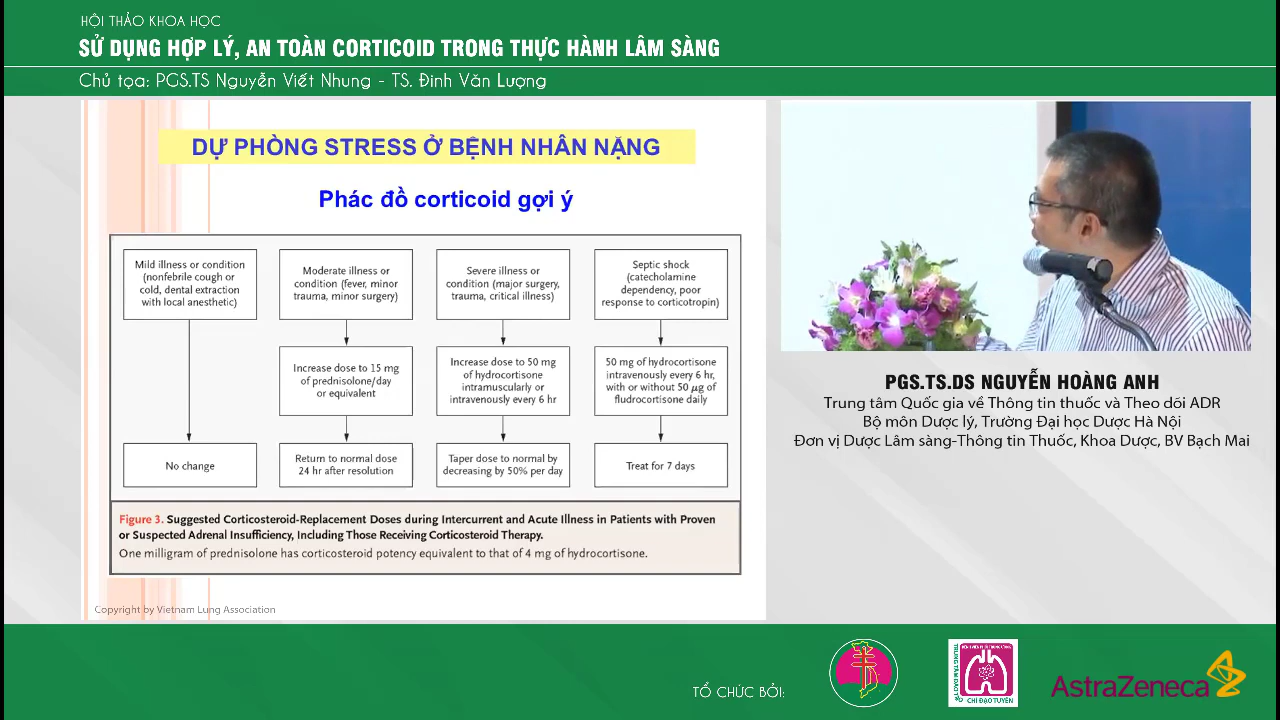 HỘI THẢO KHOA HỌC
SỬ DỤNG HỢP LÝ, AN TOÀN CORTICOID TRONG THỰC HÀNH LÂM SÀNG
Chủ tọa: PGS.TS Nguyễn Viết Nhung - TS. Đinh Văn Lượng
DỰ PHÒNG STRESS Ở BỆNH NHÂN NẶNG
Phác đồ corticoid gợi ý
Mild illness or condition
(nonfebrile cough or
cold, dental extraction
with local anesthetic)
No change
Moderate illness or
condition (fever, minor
trauma, minor surgery)
Increase dose to 15 mg
of prednisolone/day
or equivalent
Return to normal dose
24 hr after resolution
Severe illness or
condition (major surgery,
trauma, critical illness)
Increase dose to 50 mg
of hydrocortisone
intramuscularly or
intravenously every 6 hr
Taper dose to normal by
decreasing by 50% per day
Septic shock
(catecholamine
dependency, poor
response to corticotropin)
50 mg of hydrocortisone
intravenously every 6 hr,
with or without 50 μg of
fludrocortisone daily
Treat for 7 days
Figure 3. Suggested Corticosteroid-Replacement Doses during Intercurrent and Acute Illness in Patients with Proven
or Suspected Adrenal Insufficiency, Including Those Receiving Corticosteroid Therapy.
One milligram of prednisolone has corticosteroid potency equivalent to that of 4 mg of hydrocortisone.
Copyright by Vietnam Lung Association
PGS.TS.DS NGUYỄN HOÀNG ANH
Trung tâm Quốc gia về Thông tin thuốc và Theo dõi ADR
Bộ môn Dược lý, Trường Đại học Dược Hà Nội
Đơn vị Dược Lâm sàng-Thông tin Thuốc, Khoa Dược, BV Bạch Mai
TỔ CHỨC BỞI:
CHỈ ĐẠO TUYẾN
AstraZeneca